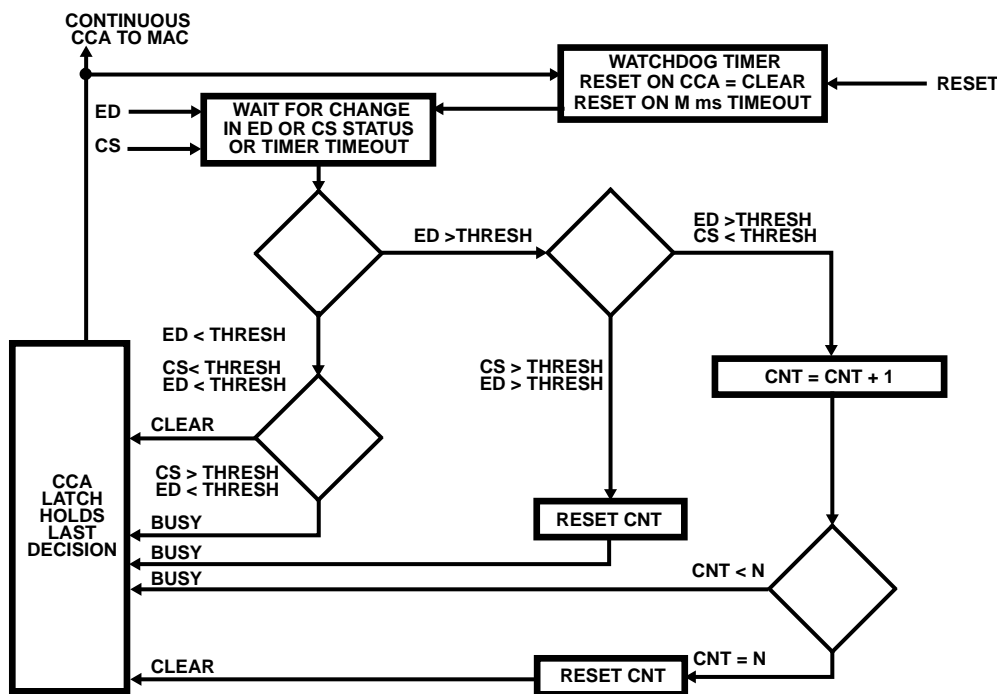 CONTINUOUS
CCA TO MAC
WATCHDOG TIMER
RESET ON CCA = CLEAR
RESET ON M ms TIMEOUT
RESET
ED
CS
WAIT FOR CHANGE
IN ED OR CS STATUS
OR TIMER TIMEOUT
ED >THRESH
ED >THRESH
CS < THRESH
ED < THRESH
CS< THRESH
ED < THRESH
CS > THRESH
ED > THRESH
CNT = CNT + 1
CLEAR
CS > THRESH
ED < THRESH
CCA
LATCH
HOLDS
LAST
DECISION
RESET CNT
BUSY
BUSY
BUSY
CNT < N
CLEAR
RESET CNT
CNT = N